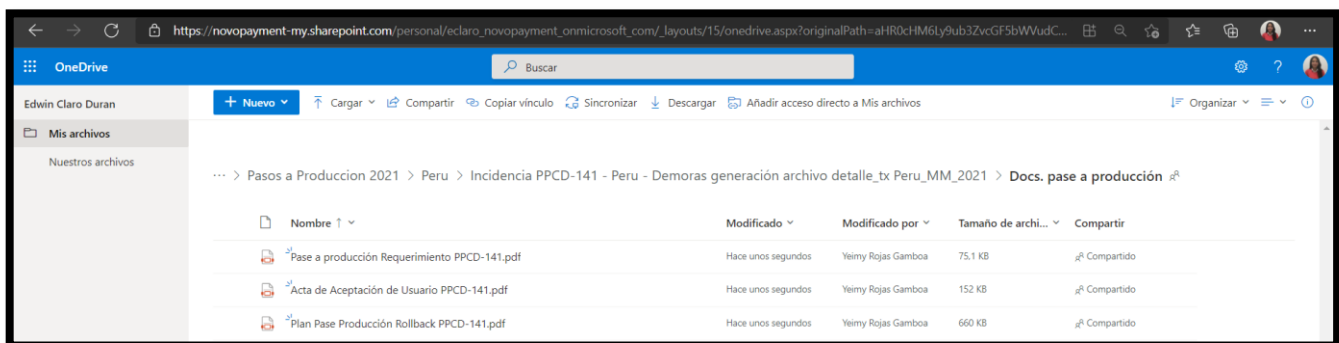 https://novopayment-my.sharepoint.com/personal/eclaro_novopayment_onmicrosoft_com/_layouts/15/onedrive.aspx?originalPath=aHR0cHM6Ly9ub3ZvcGF5bWVudC...
OneDrive Buscar ?
Edwin Claro Duran + Nuevo Cargar Compartir Copiar vínculo Sincronizar Descargar Añadir acceso directo a Mis archivos Organizar
Mis archivos
Nuestros archivos
... > Pasos a Produccion 2021 > Peru > Incidencia PPCD-141 - Peru - Demoras generación archivo detalle_tx Peru_MM_2021 > Docs. pase a producción
Nombre ↑ Modificado Modificado por Tamaño de archi... Compartir
Pase a producción Requerimiento PPCD-141.pdf Hace unos segundos Yeimy Rojas Gamboa 75,1 KB Compartido
Acta de Aceptación de Usuario PPCD-141.pdf Hace unos segundos Yeimy Rojas Gamboa 152 KB Compartido
Plan Pase Producción Rollback PPCD-141.pdf Hace unos segundos Yeimy Rojas Gamboa 660 KB Compartido